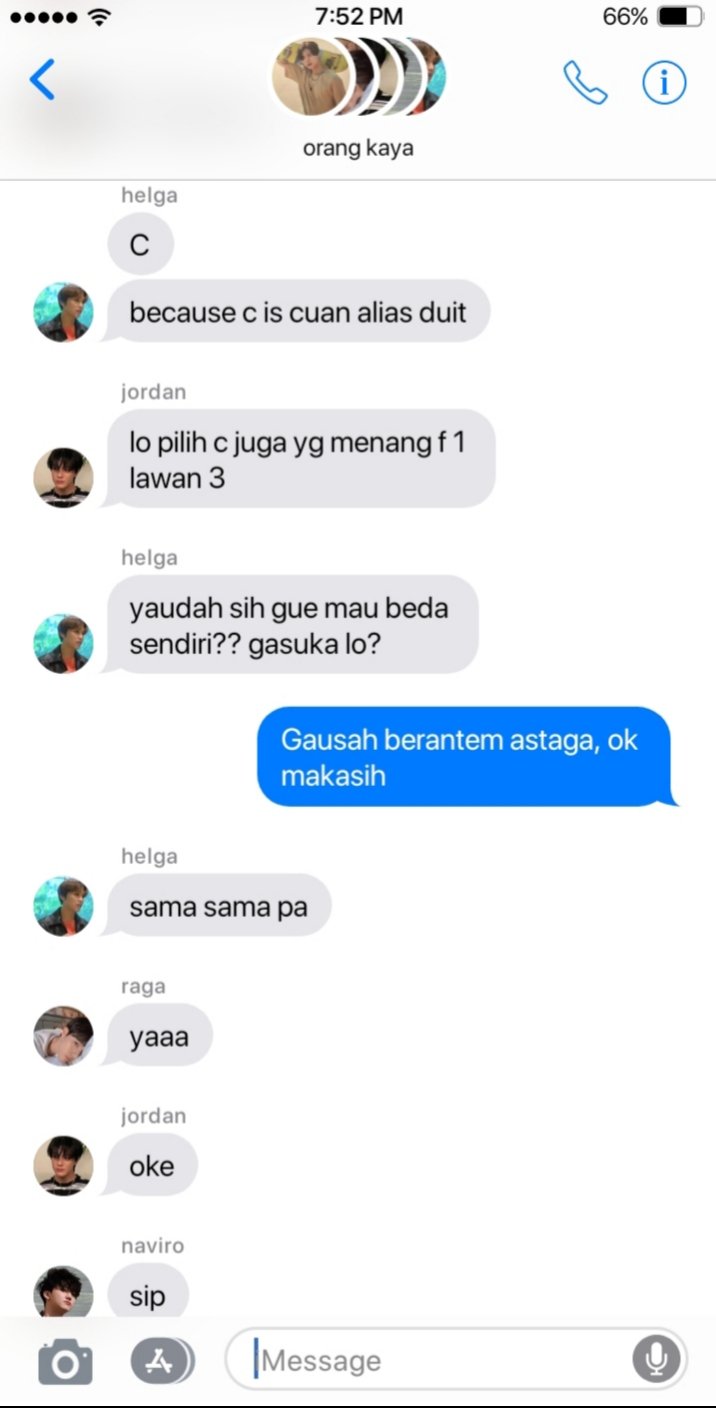 7:52 PM
66%
orang kaya
helga
C
because c is cuan alias duit
jordan
lo pilih c juga yg menang f 1
lawan 3
helga
yaudah sih gue mau beda
sendiri?? gasuka lo?
Gausah berantem astaga, ok
makasih
helga
sama sama pa
raga
yaaa
jordan
oke
naviro
sip
Message